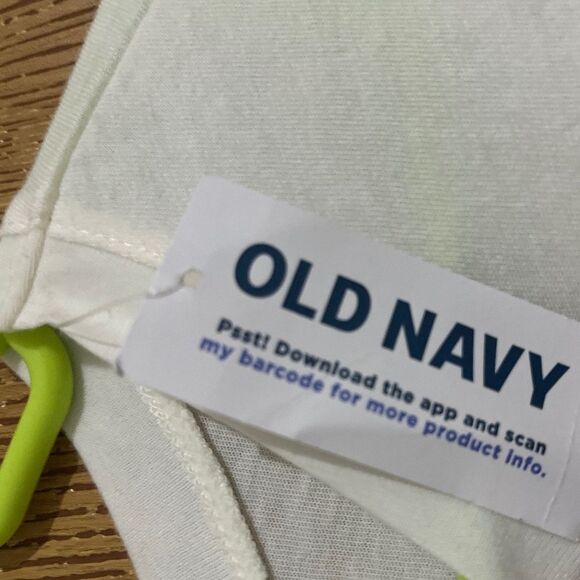 OLD NAVY
Psst! Download the app and scan
my barcode for more product info.